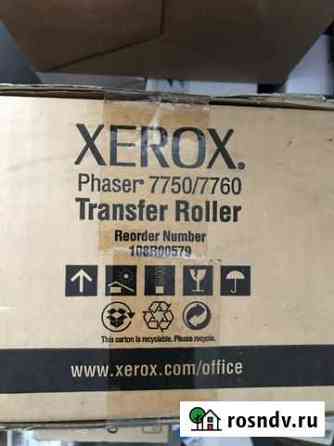 XEROX.
Phaser 7750/7760
Transfer Roller
Reorder Number
108R00579
This carton is recyclable. Please recycle.
www.xerox.com/office
rosndv.ru